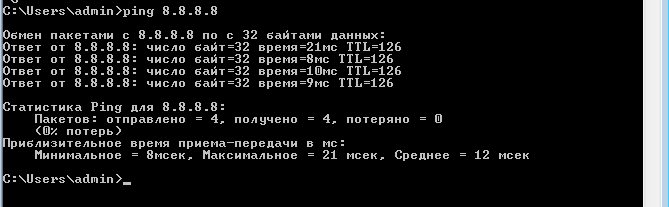 C:\Users\admin>ping 8.8.8.8
Обмен пакетами с 8.8.8.8 по с 32 байтами данных:
Ответ от 8.8.8.8: число байт=32 время=21мс TTL=126
Ответ от 8.8.8.8: число байт=32 время=8мс TTL=126
Ответ от 8.8.8.8: число байт=32 время=10мс TTL=126
Ответ от 8.8.8.8: число байт=32 время=9мс TTL=126
Статистика Ping для 8.8.8.8:
Пакетов: отправлено = 4, получено = 4, потеряно = 0
(0% потерь)
Приблизительное время приема-передачи в мс:
Минимальное = 8мсек, Максимальное = 21 мсек, Среднее = 12 мсек
C:\Users\admin>_